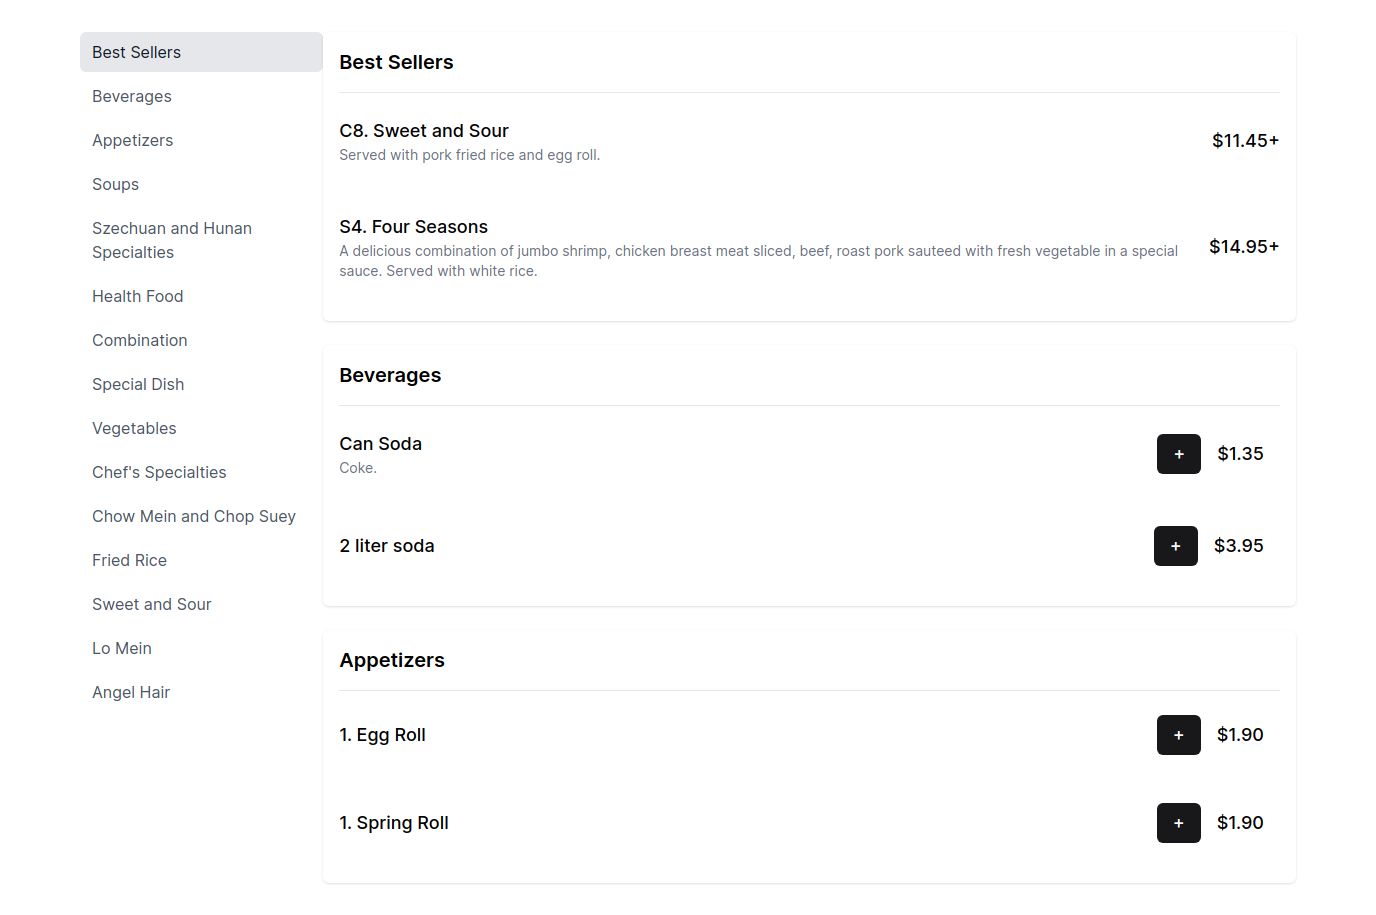 Best Sellers
Beverages
Appetizers
Soups
Szechuan and Hunan
Specialties
Health Food
Combination
Special Dish
Vegetables
Chef's Specialties
Chow Mein and Chop Suey
Fried Rice
Sweet and Sour
Lo Mein
Angel Hair
Best Sellers
C8. Sweet and Sour
Served with pork fried rice and egg roll.
$11.45+
S4. Four Seasons
A delicious combination of jumbo shrimp, chicken breast meat sliced, beef, roast pork sauteed with fresh vegetable in a special
sauce. Served with white rice.
$14.95+
Beverages
Can Soda
Coke.
+ $1.35
2 liter soda
+ $3.95
Appetizers
1. Egg Roll
+ $1.90
1. Spring Roll
+ $1.90